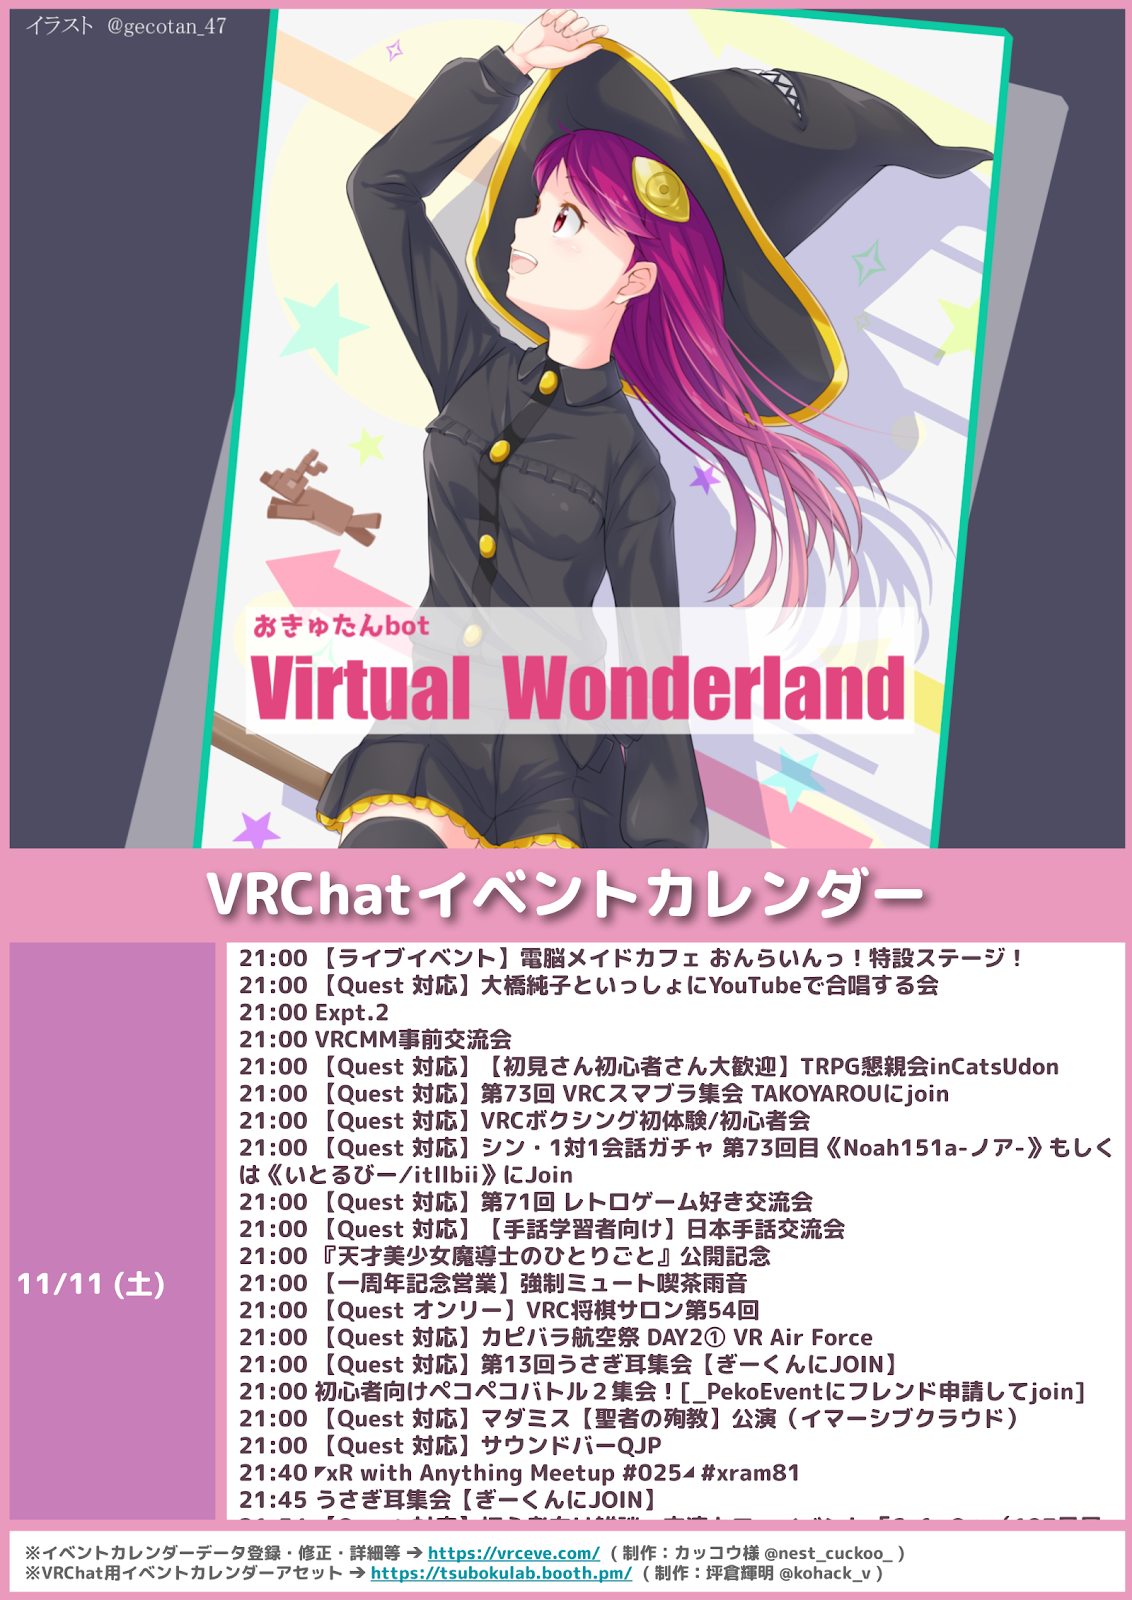 イラスト @gecotan_47
おきゅたんbot
Virtual Wonderland
VRChatイベントカレンダー
11/11 (土)
21:00 【ライブイベント】電脳メイドカフェ おんらいんっ！特設ステージ！
21:00 【Quest 対応】大橋純子といっしょにYouTubeで合唱する会
21:00 Expt.2
21:00 VRCMM事前交流会
21:00 【Quest 対応】【初見さん初心者さん大歓迎】TRPG懇親会inCatsUdon
21:00 【Quest 対応】第73回 VRCスマブラ集会 TAKOYAROUにjoin
21:00 【Quest 対応】VRCボクシング初体験/初心者会
21:00 【Quest 対応】シン・1対1会話ガチャ 第73回目《Noah151a-ノア-》もしく
は《いとるびー/itllbii》にJoin
21:00 【Quest 対応】第71回 レトロゲーム好き交流会
21:00 【Quest 対応】【手話学習者向け】日本手話交流会
21:00 『天才美少女魔導士のひとりごと』公開記念
21:00 【一周年記念営業】強制ミュート喫茶雨音
21:00 【Quest オンリー】VRC将棋サロン第54回
21:00 【Quest 対応】カピバラ航空祭 DAY2① VR Air Force
21:00 【Quest 対応】第13回うさぎ耳集会【ぎーくんにJOIN】
21:00 初心者向けペコペコバトル２集会！[_PekoEventにフレンド申請してjoin]
21:00 【Quest 対応】マダミス【聖者の殉教】公演（イマーシブクラウド）
21:00 【Quest 対応】サウンドバーQJP
21:40 ◤xR with Anything Meetup #025◢ #xram81
21:45 うさぎ耳集会【ぎーくんにJOIN】
※イベントカレンダーデータ登録・修正・詳細等 ➔ https://vrceve.com/ （ 制作：カッコウ様 @nest_cuckoo_ ）
※VRChat用イベントカレンダーアセット ➔ https://tsubokulab.booth.pm/ （ 制作：坪倉輝明 @kohack_v ）